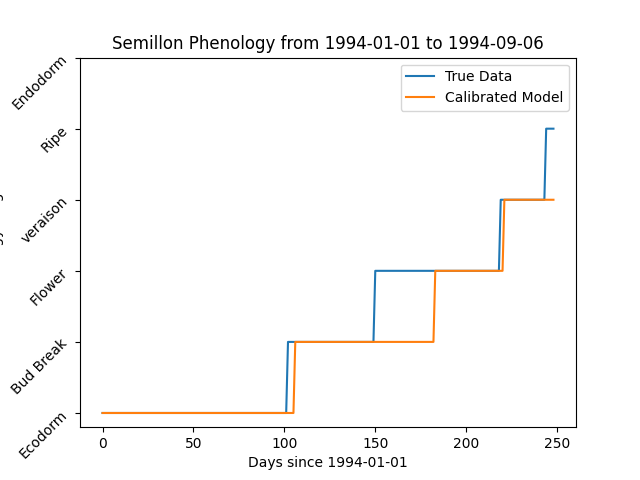 Semillon Phenology from 1994-01-01 to 1994-09-06
True Data
Calibrated Model
Endodorm
Ripe
veraison
Flower
Bud Break
Ecodorm
0 50 100 150 200 250
Days since 1994-01-01